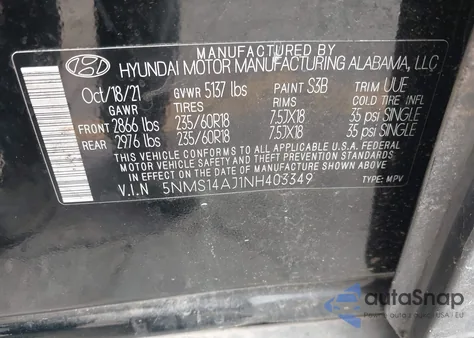 MANUFACTURED BY
HYUNDAI MOTOR MANUFACTURING ALABAMA, LLC
Oct/18/21 GVWR 5137 lbs PAINT S3B TRIM UUE
GAWR TIRES RIMS COLD TIRE INFL
FRONT 2866 lbs 235/60R18 7.5JX18 35 psi SINGLE
REAR 2976 lbs 235/60R18 7.5JX18 35 psi SINGLE
THIS VEHICLE CONFORMS TO ALL APPLICABLE U.S.A. FEDERAL
MOTOR VEHICLE SAFETY AND THEFT PREVENTION STANDARDS IN
EFFECT ON THE DATE OF MANUFACTURE SHOWN ABOVE
V.I.N 5NMS14AJ1NH403349 TYPE: MPV
autoSnap